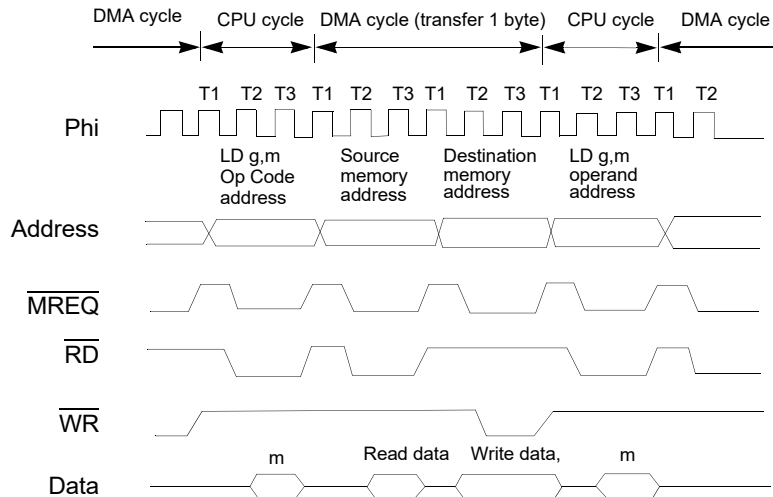 DMA cycle CPU cycle DMA cycle (transfer 1 byte) CPU cycle DMA cycle
T1 T2 T3 T1 T2 T3 T1 T2 T3 T1 T2 T3 T1 T2
Phi
LD g,m
Op Code
address
Source
memory
address
Destination
memory
address
LD g,m
operand
address
Address
MREQ
RD
WR
m Read data Write data, m
Data